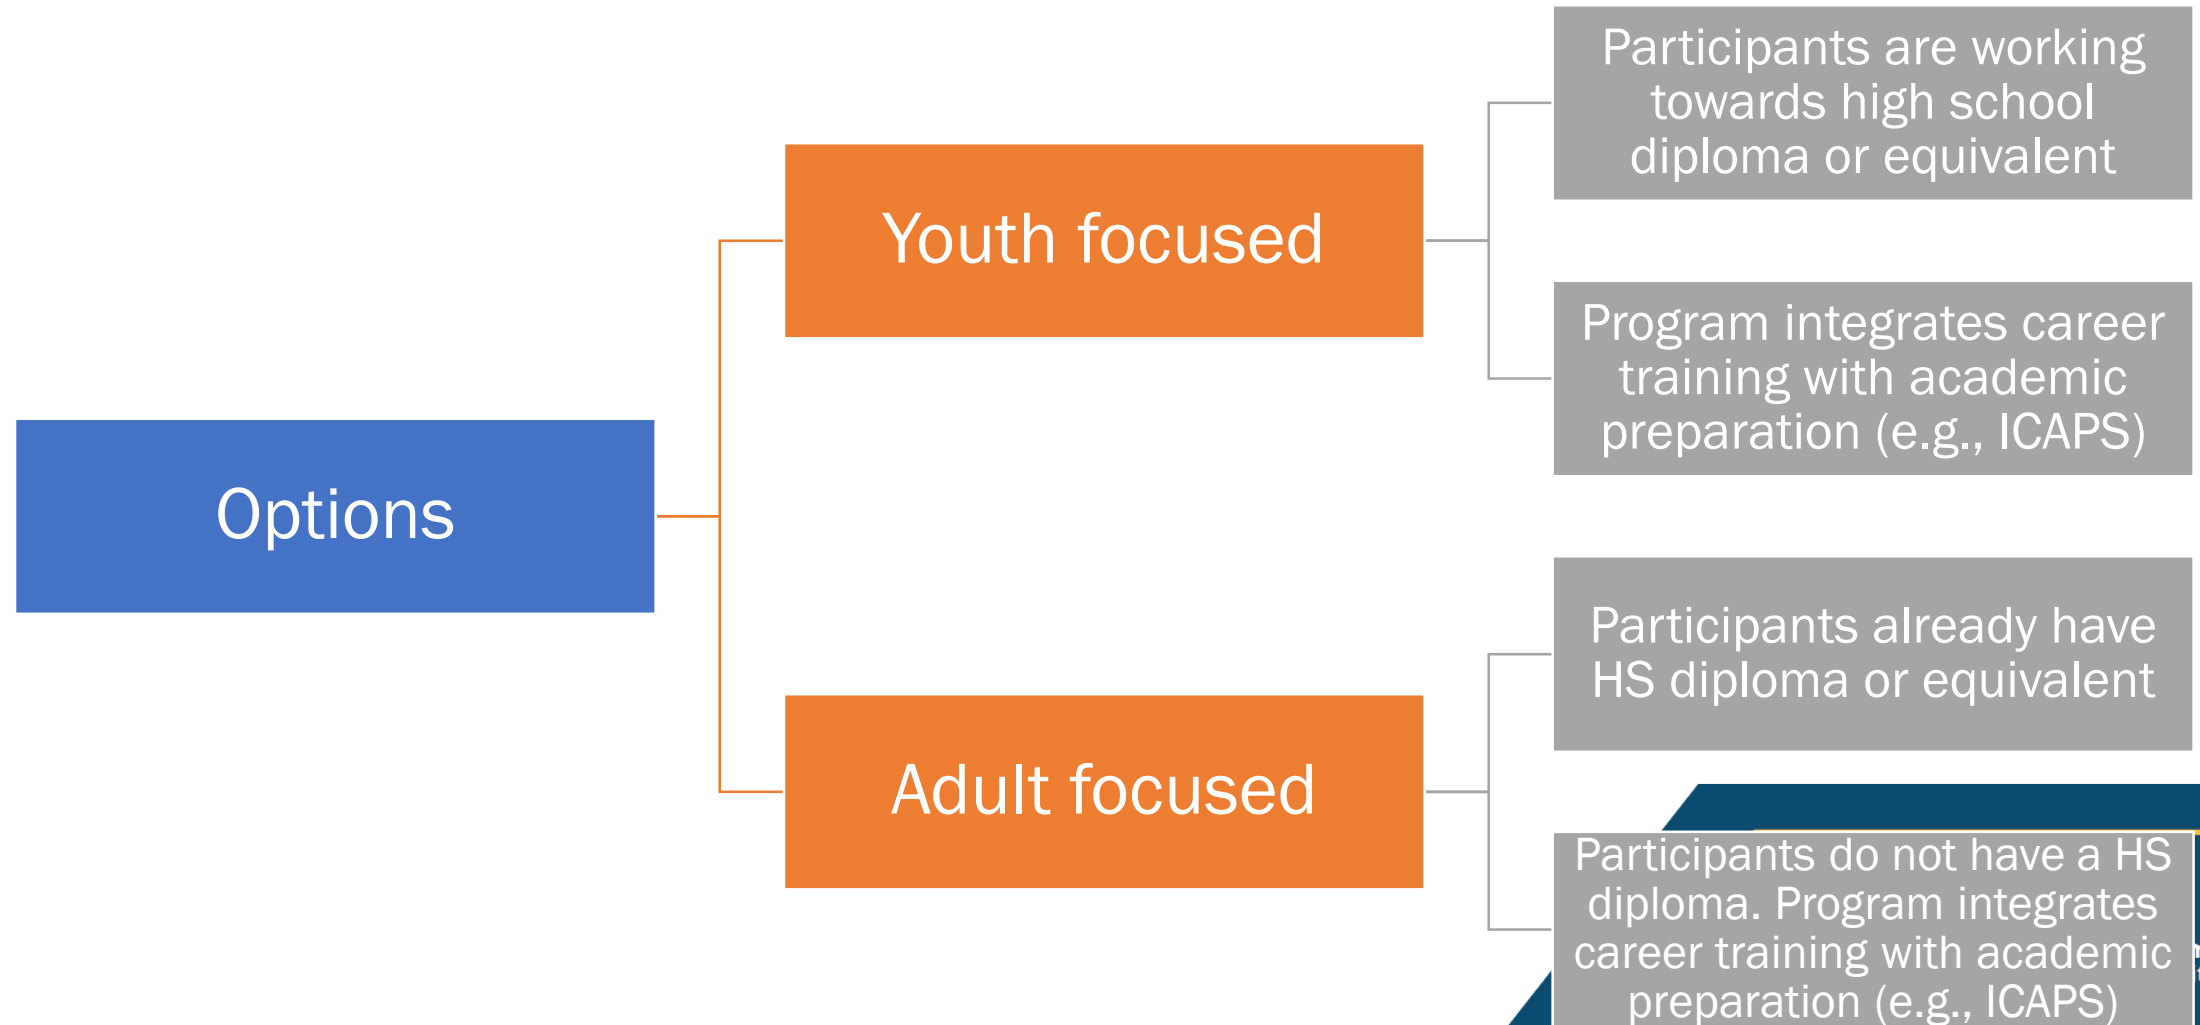 Options
Youth focused
Participants are working
towards high school
diploma or equivalent
Program integrates career
training with academic
preparation (e.g., ICAPS)
Adult focused
Participants already have
HS diploma or equivalent
Participants do not have a HS
diploma. Program integrates
career training with academic
preparation (e.g., ICAPS)